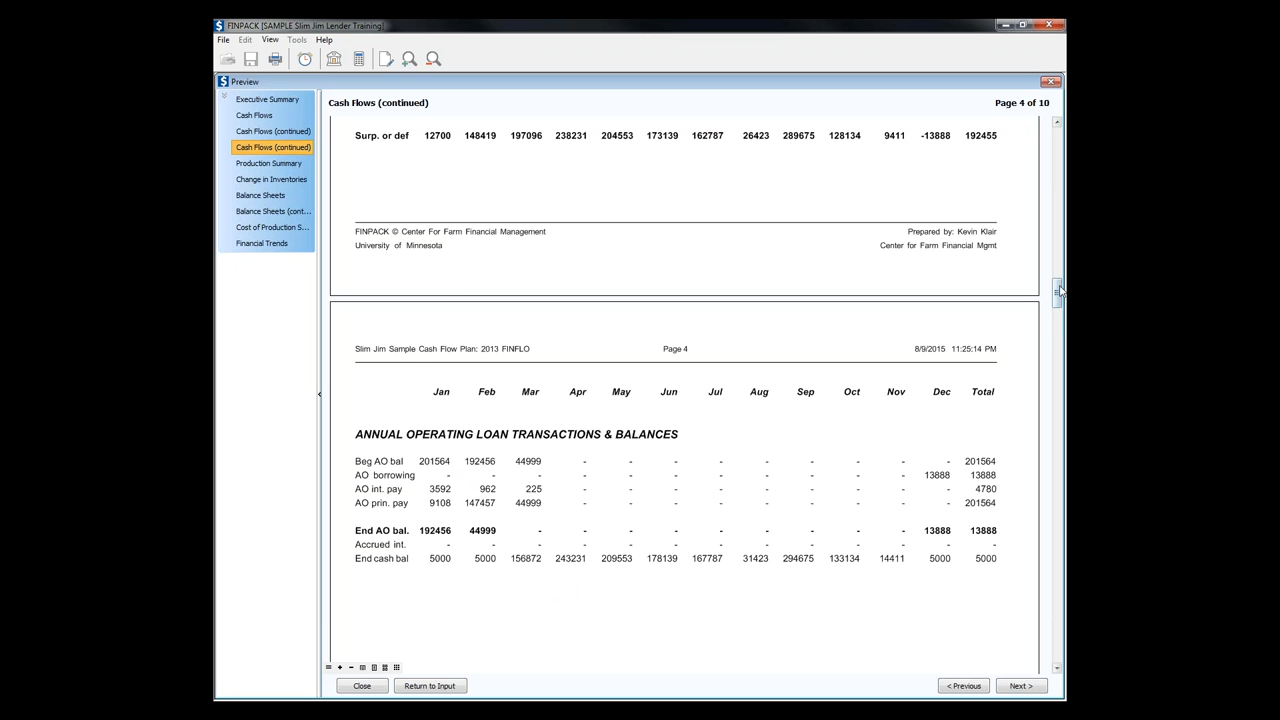 FINPACK [SAMPLE Slim Jim Lender Training]
File Edit View Tools Help
Preview
Executive Summary
Cash Flows
Cash Flows (continued)
Cash Flows (continued)
Production Summary
Change in Inventories
Balance Sheets
Balance Sheets (cont...
Cost of Production S...
Financial Trends
Cash Flows (continued) Page 4 of 10
Surp. or def 12700 148419 197096 238231 204553 173139 162787 26423 289675 128134 9411 -13888 192455
FINPACK © Center For Farm Financial Management Prepared by: Kevin Klair
University of Minnesota Center for Farm Financial Mgmt
Slim Jim Sample Cash Flow Plan: 2013 FINFLO Page 4 8/9/2015 11:25:14 PM
Jan Feb Mar Apr May Jun Jul Aug Sep Oct Nov Dec Total
ANNUAL OPERATING LOAN TRANSACTIONS & BALANCES
Beg AO bal 201564 192456 44999 - - - - - - - - - 201564
AO borrowing - - - - - - - - - - - 13888 13888
AO int. pay 3592 962 225 - - - - - - - - - 4780
AO prin. pay 9108 147457 44999 - - - - - - - - - 201564
End AO bal. 192456 44999 - - - - - - - - - 13888 13888
Accrued int. - - - - - - - - - - - - -
End cash bal 5000 5000 156872 243231 209553 178139 167787 31423 294675 133134 14411 5000 5000
Close Return to Input < Previous Next >